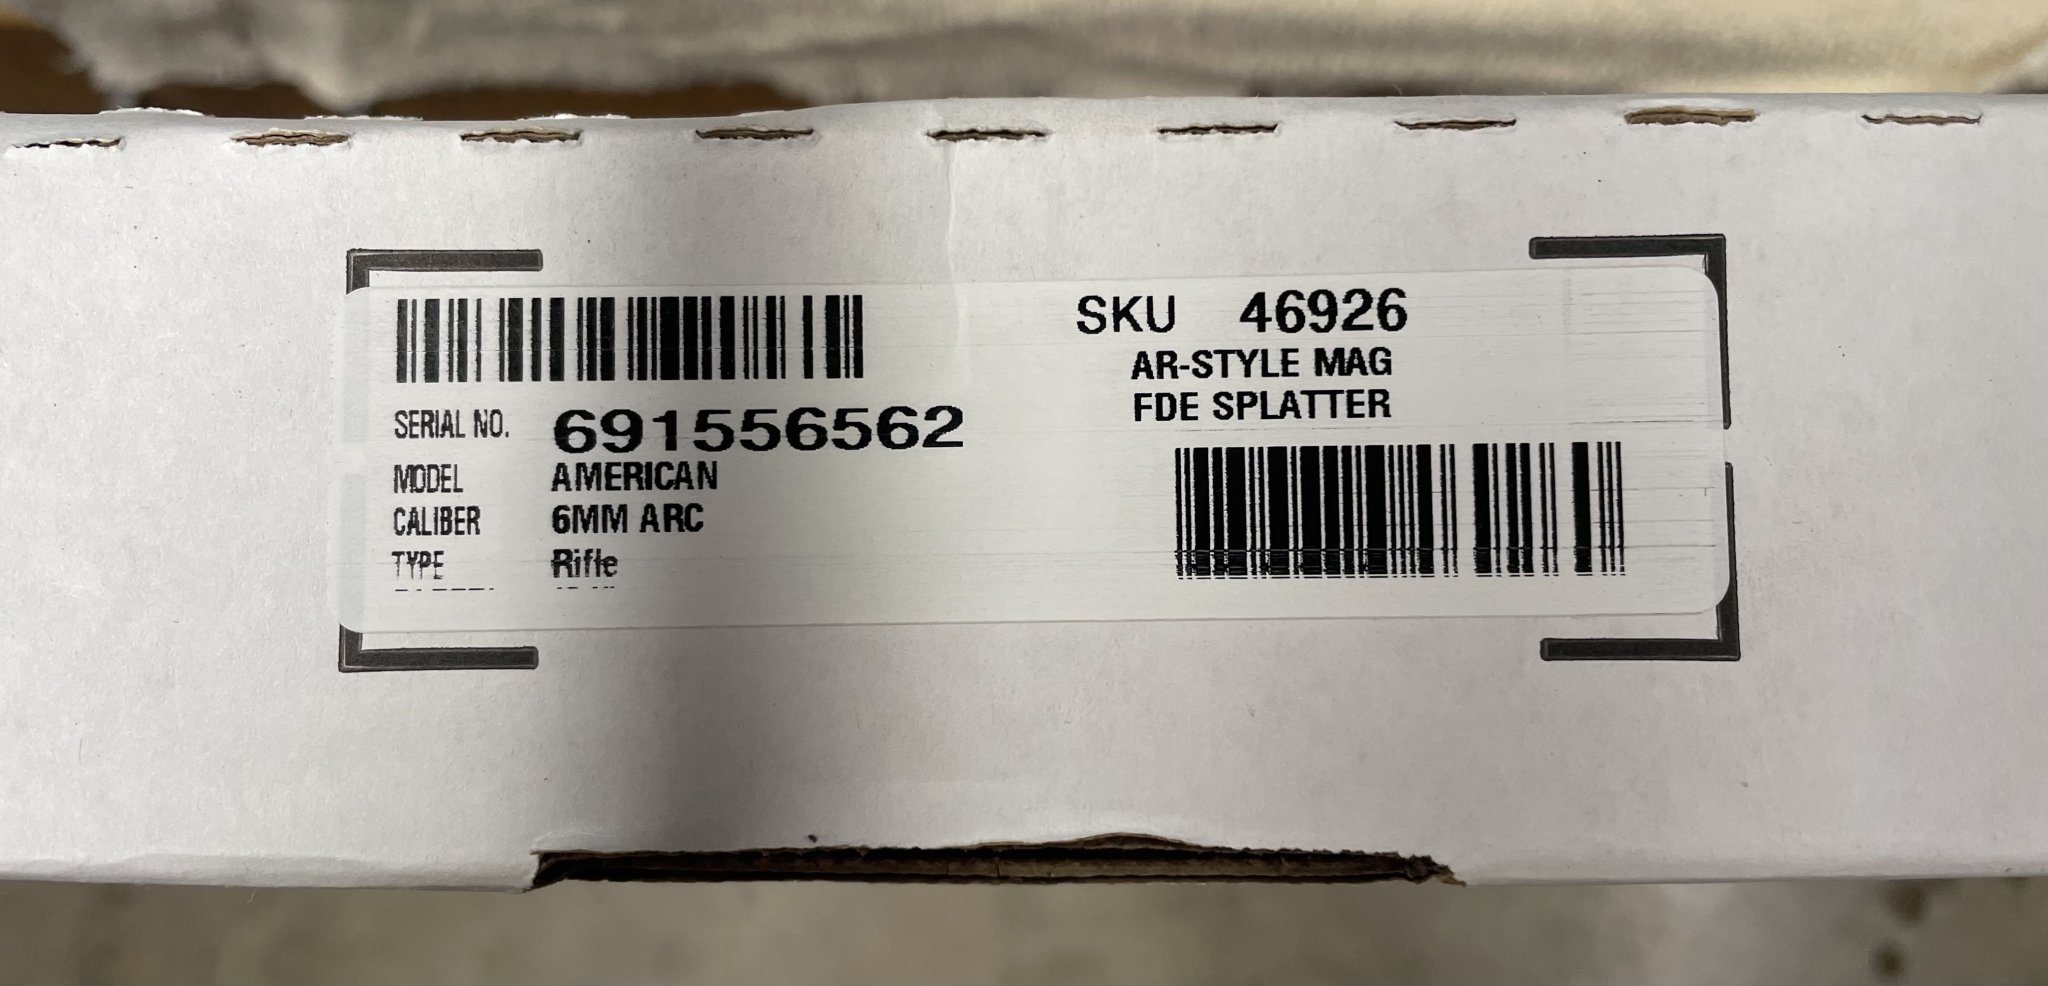 SERIAL NO. 691556562
MODEL AMERICAN
CALIBER 6MM ARC
TYPE Rifle
SKU 46926
AR-STYLE MAG
FDE SPLATTER